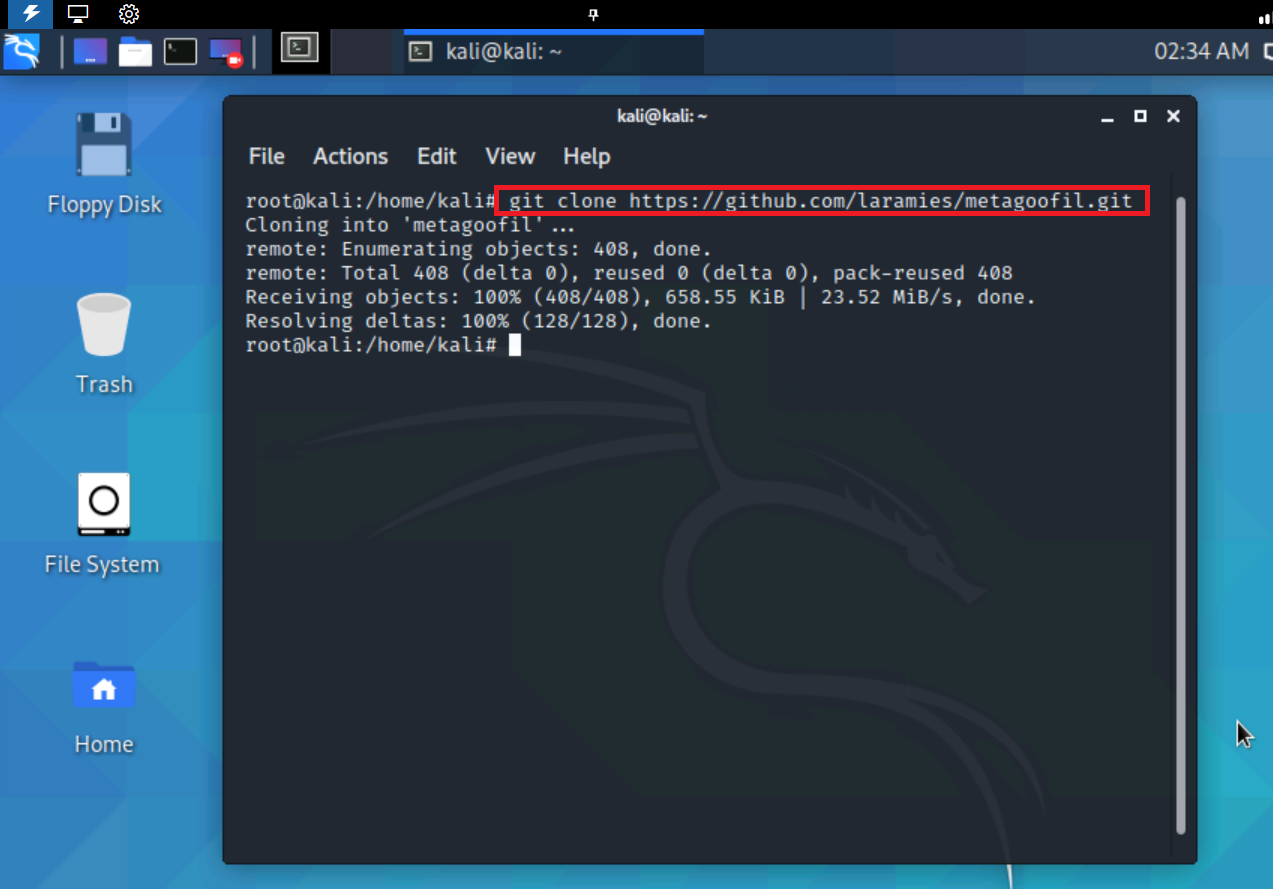 kali@kali: ~
02:34 AM
Floppy Disk
Trash
File System
Home
kali@kali: ~
File Actions Edit View Help
root@kali:/home/kali# git clone https://github.com/laramies/metagoofil.git
Cloning into 'metagoofil'...
remote: Enumerating objects: 408, done.
remote: Total 408 (delta 0), reused 0 (delta 0), pack-reused 408
Receiving objects: 100% (408/408), 658.55 KiB | 23.52 MiB/s, done.
Resolving deltas: 100% (128/128), done.
root@kali:/home/kali#